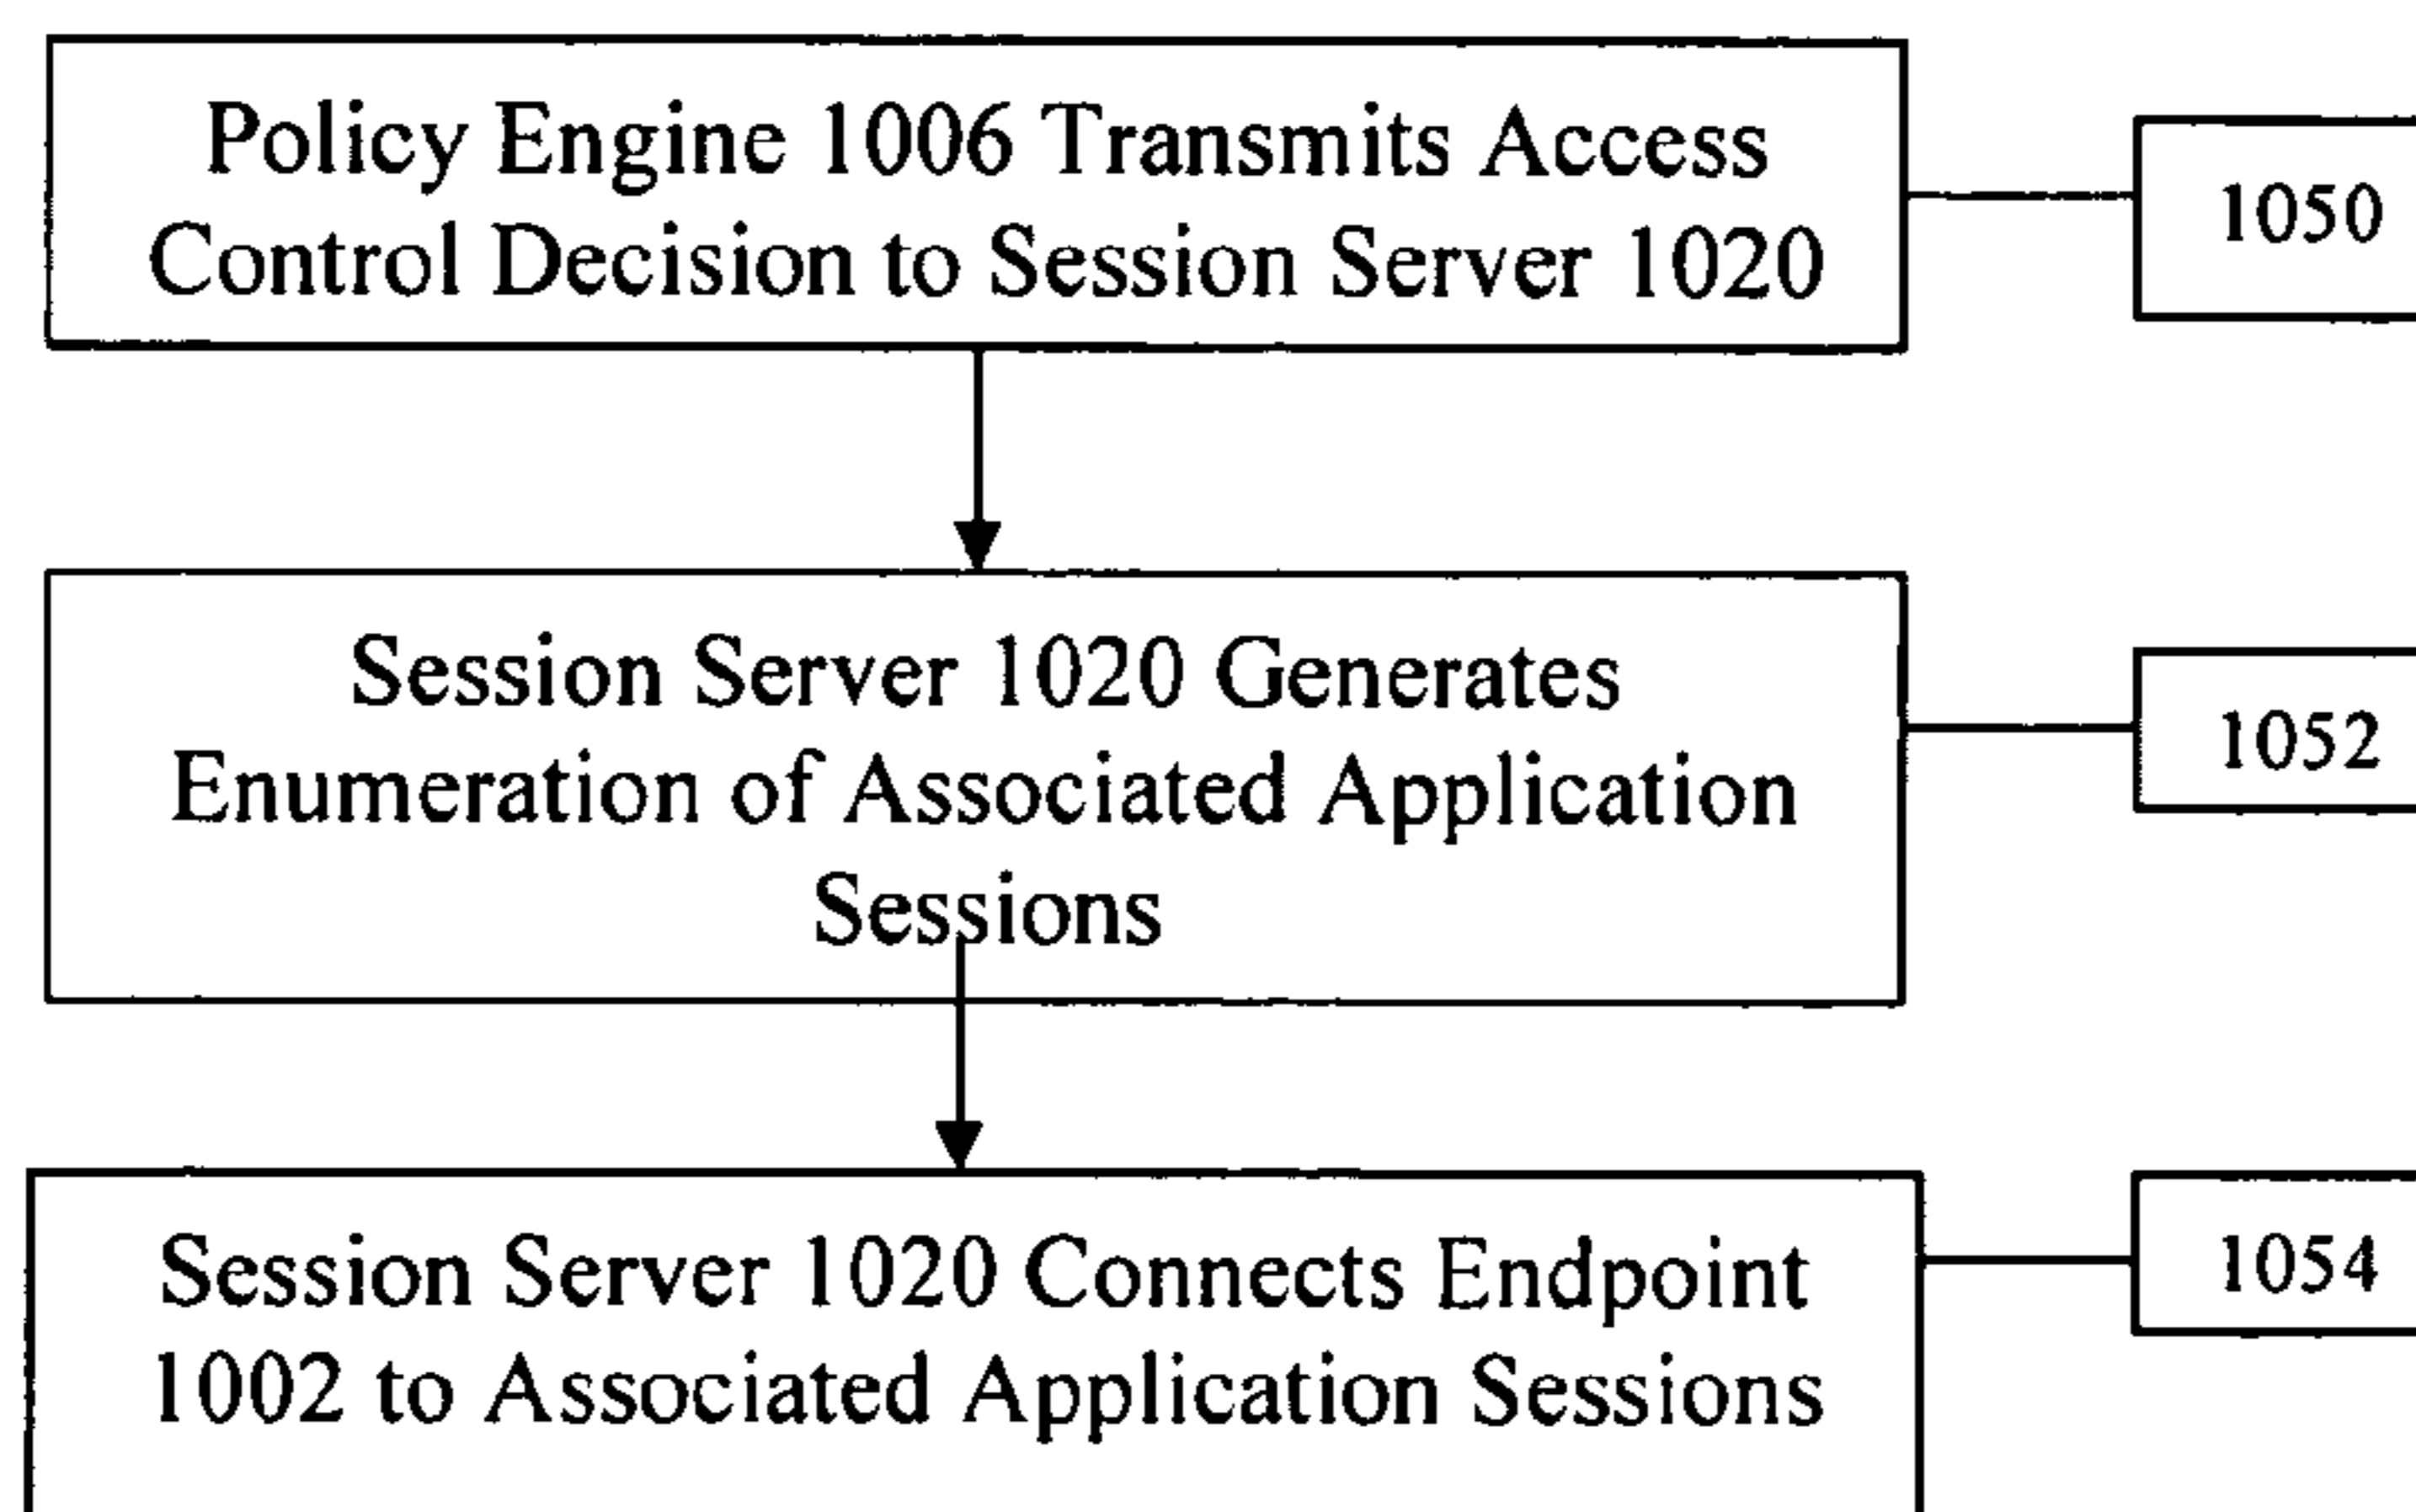 Policy Engine 1006 Transmits Access
Control Decision to Session Server 1020
1050
Session Server 1020 Generates
Enumeration of Associated Application
Sessions
1052
Session Server 1020 Connects Endpoint
1002 to Associated Application Sessions
1054